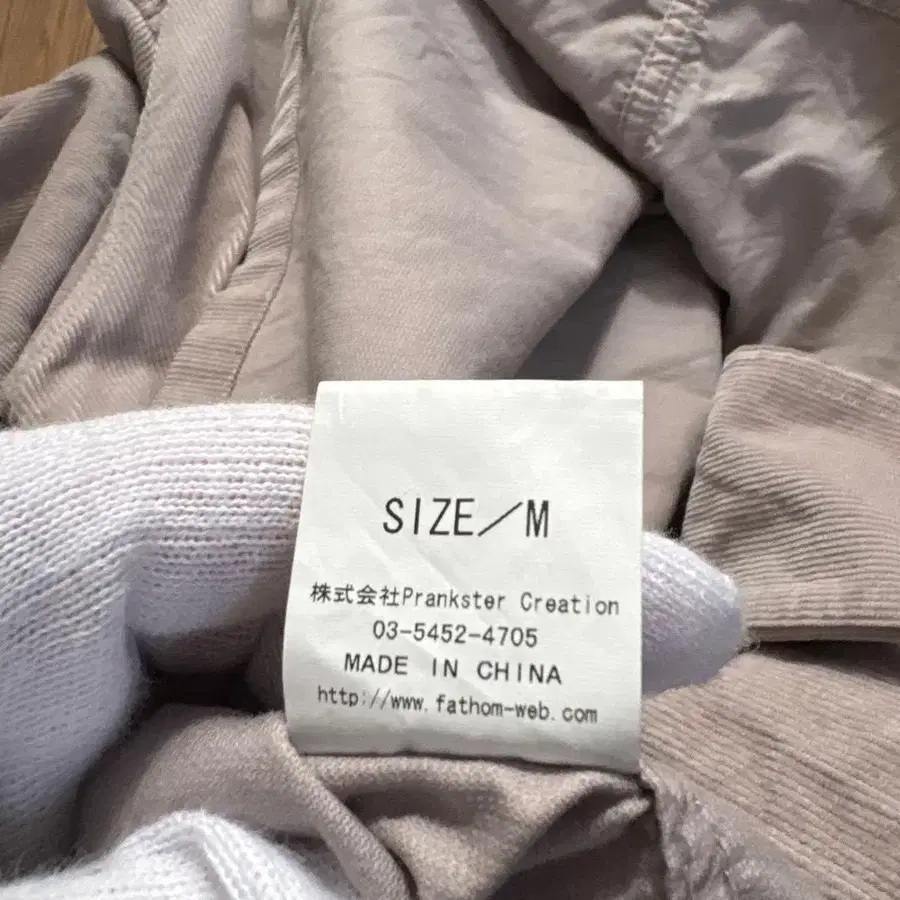 SIZE/M
株式会社Prankster Creation
03-5452-4705
MADE IN CHINA
http://www.fathom-web.com